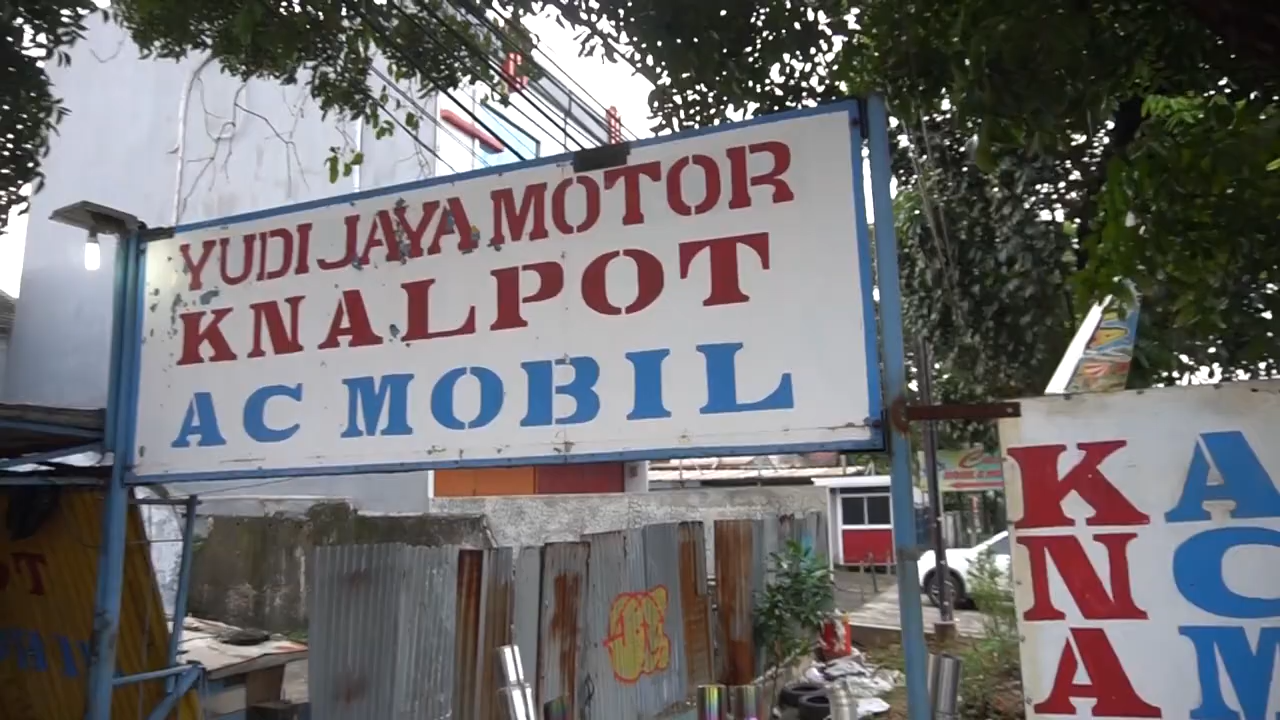 YUDI JAYA MOTOR
KNALPOT
AC MOBIL
K A
N C
A M